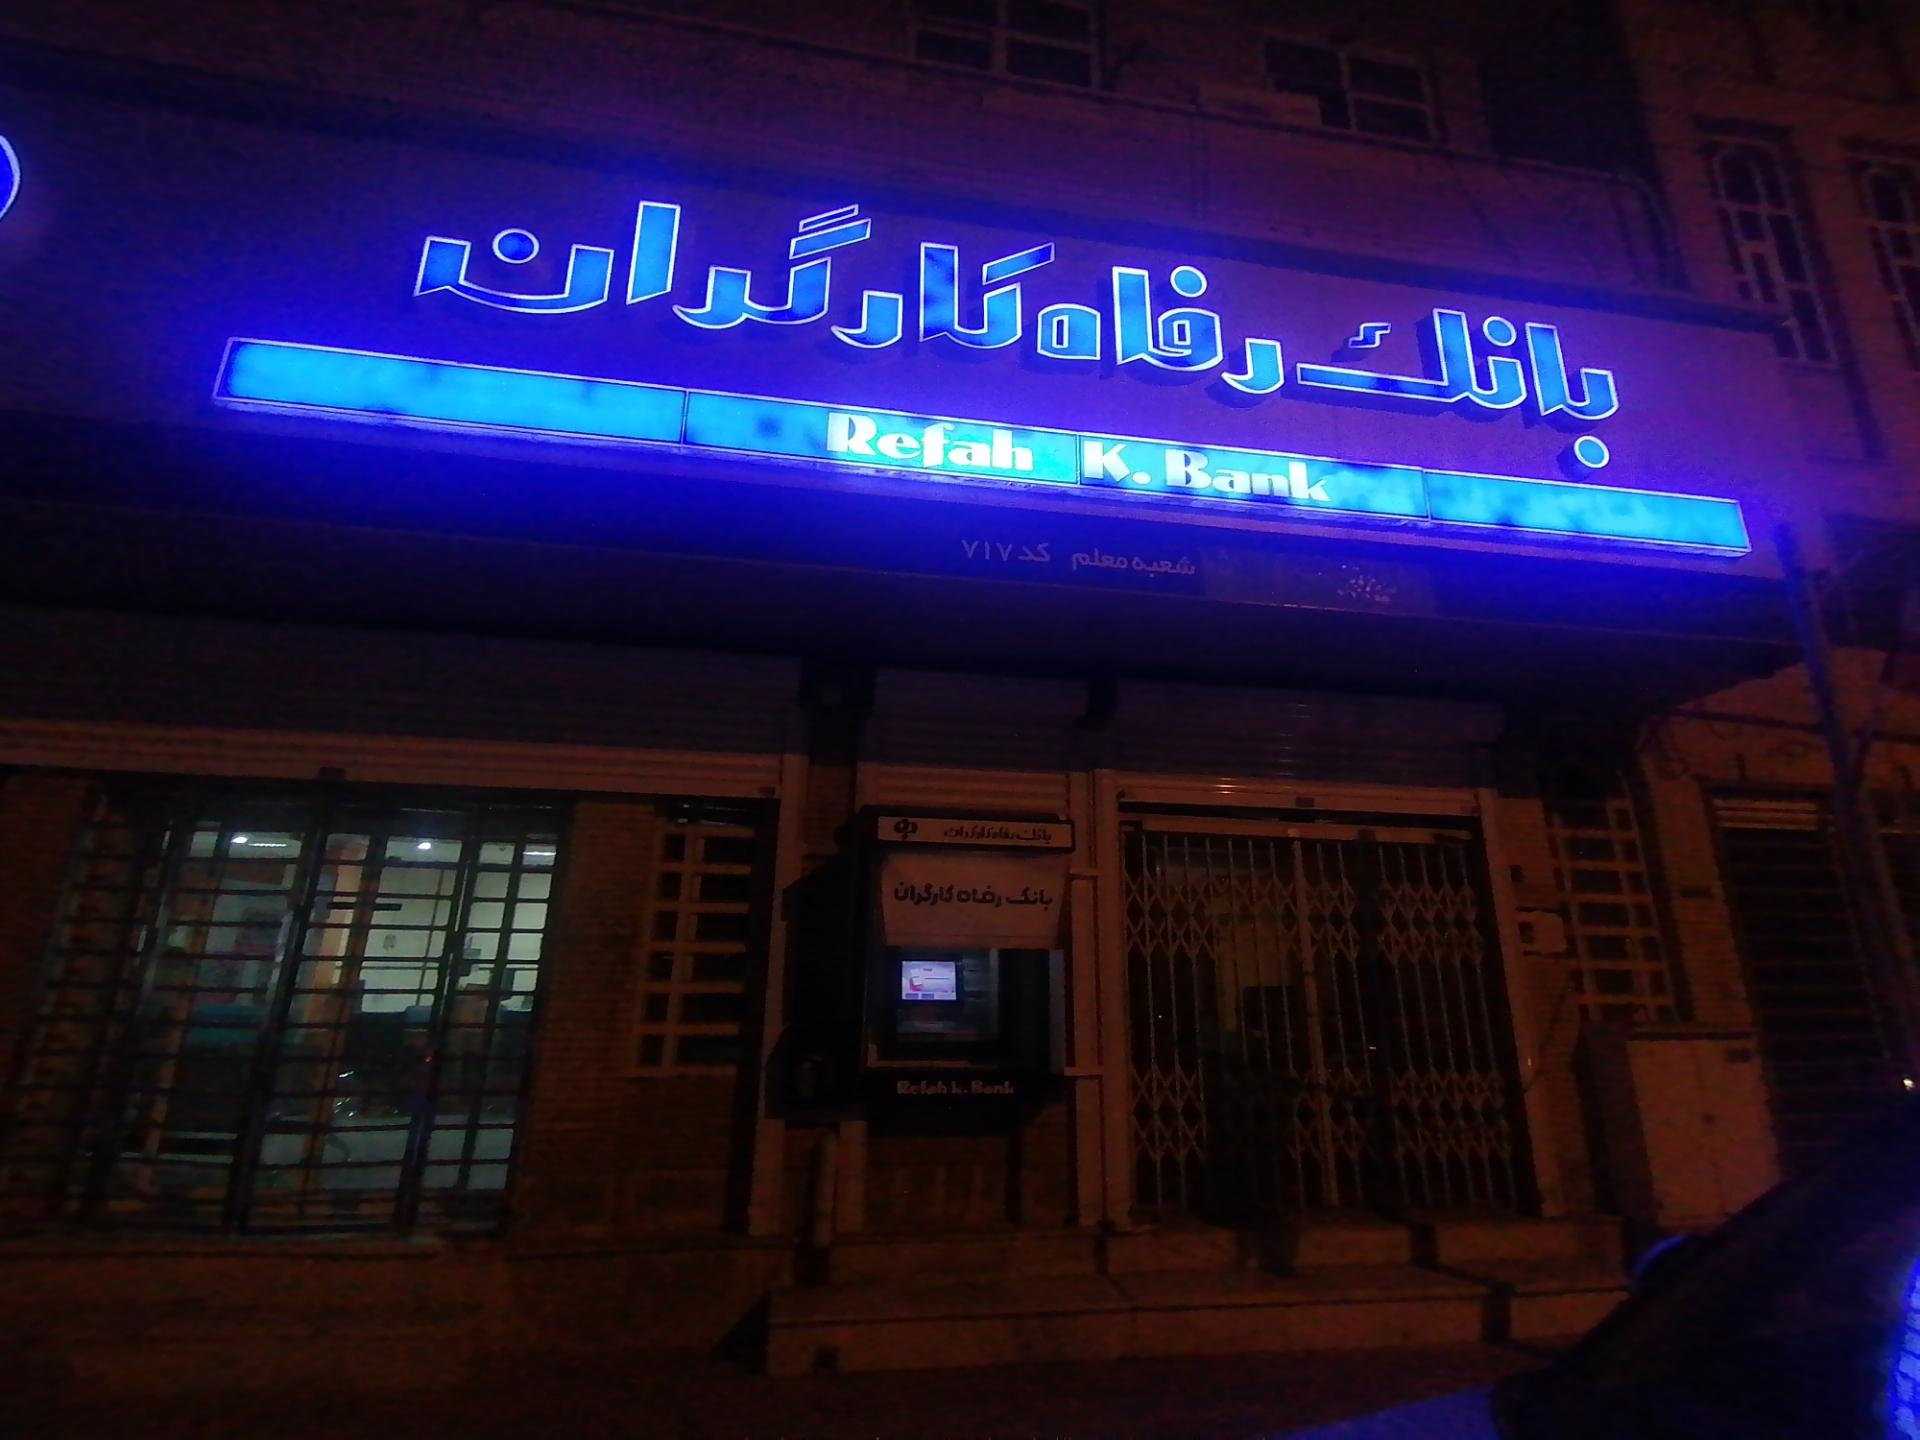 بانک رفاه کارگران
Refah K. Bank
شعبه معلم کد ۷۱۷
بانک رفاه کارگران
بانک رفاه کارگران
Refah k. Bank